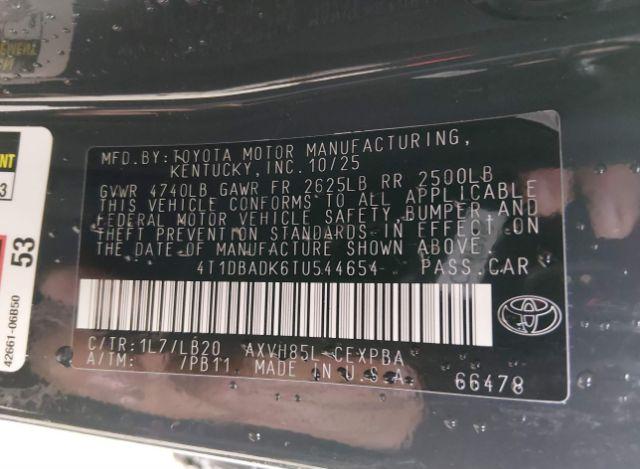 MFD.BY:TOYOTA MOTOR MANUFACTURING,
KENTUCKY, INC. 10/25
GVWR 4740LB GAWR FR 2625LB RR 2500LB
THIS VEHICLE CONFORMS TO ALL APPLICABLE
FEDERAL MOTOR VEHICLE SAFETY, BUMPER, AND
THEFT PREVENTION STANDARDS IN EFFECT ON
THE DATE OF MANUFACTURE SHOWN ABOVE.
4T1DBADK6TU544654 PASS.CAR
C/TR:1L7/LB20 AXVH85L-CEXPBA
A/TM: 7PB11 MADE IN U.S.A.
66478
53
42661-06B50